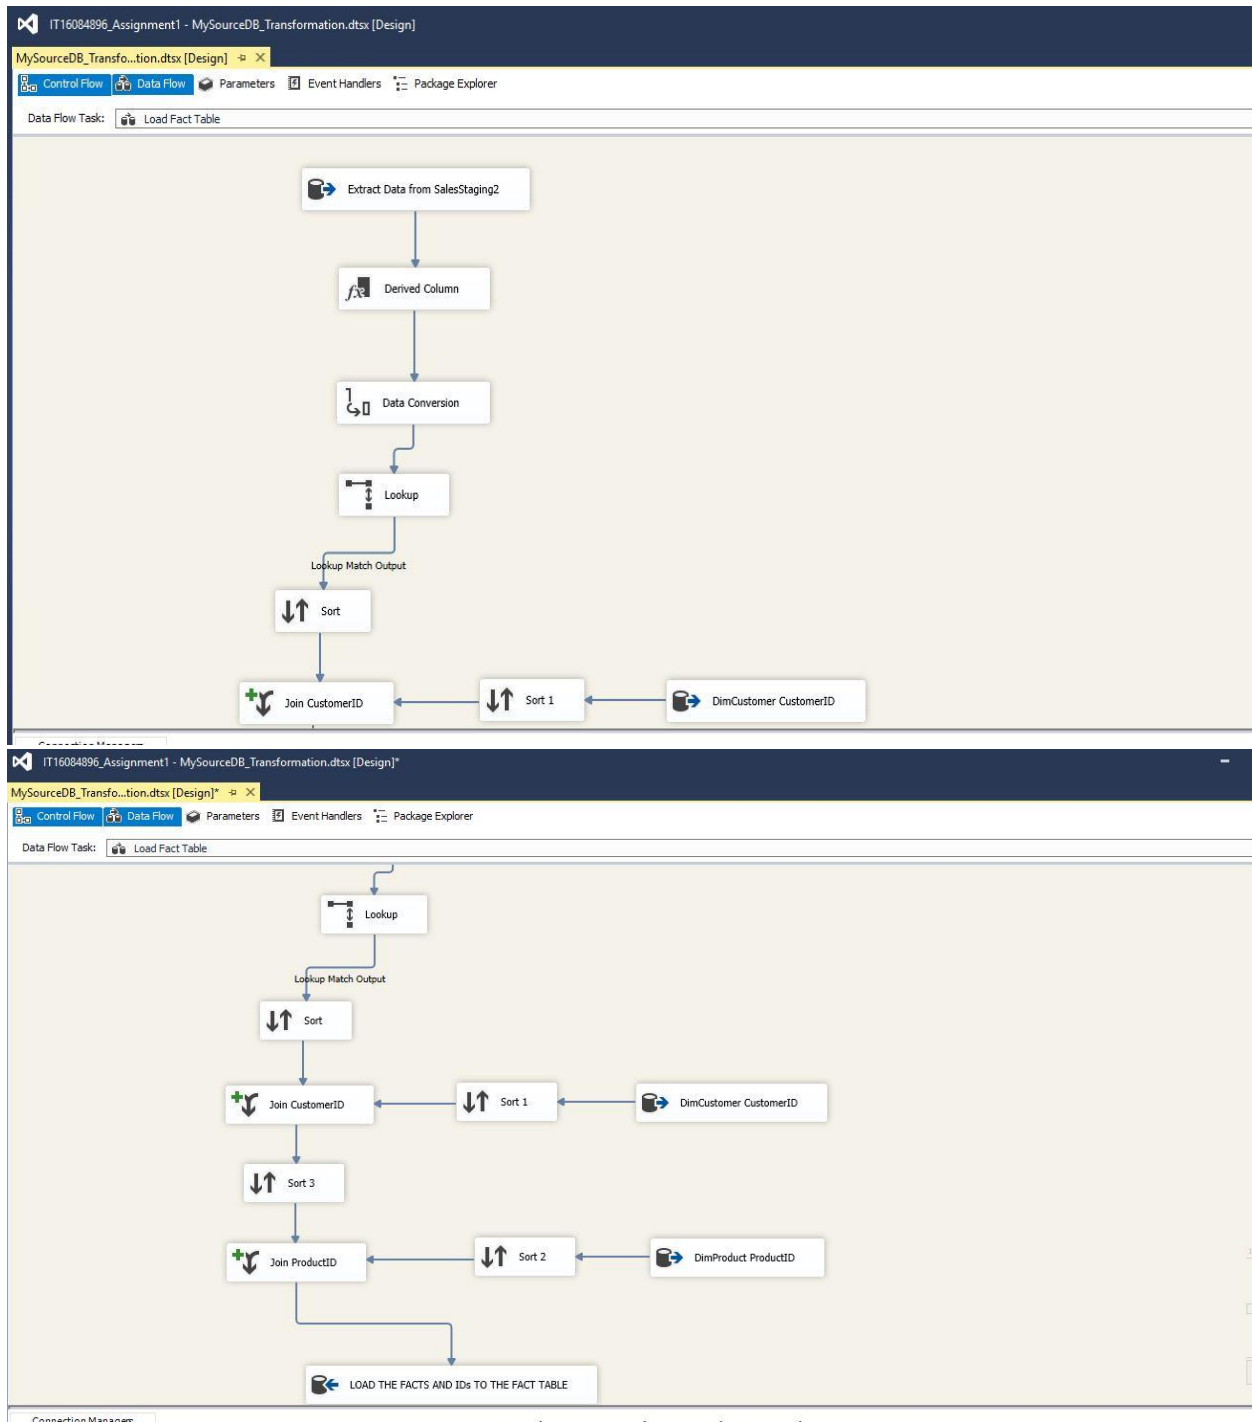 IT16084896_Assignment1 - MySourceDB_Transformation.dtsx [Design]
MySourceDB_Transfo...tion.dtsx [Design]
Control Flow Data Flow Parameters Event Handlers Package Explorer
Data Flow Task: Load Fact Table
Extract Data from SalesStaging2
Derived Column
Data Conversion
Lookup
Lookup Match Output
Sort
Join CustomerID Sort 1 DimCustomer CustomerID
Connection Managers
IT16084896_Assignment1 - MySourceDB_Transformation.dtsx [Design]*
MySourceDB_Transfo...tion.dtsx [Design]*
Control Flow Data Flow Parameters Event Handlers Package Explorer
Data Flow Task: Load Fact Table
Lookup
Lookup Match Output
Sort
Join CustomerID Sort 1 DimCustomer CustomerID
Sort 3
Join ProductID Sort 2 DimProduct ProductID
LOAD THE FACTS AND IDs TO THE FACT TABLE
Connection Managers